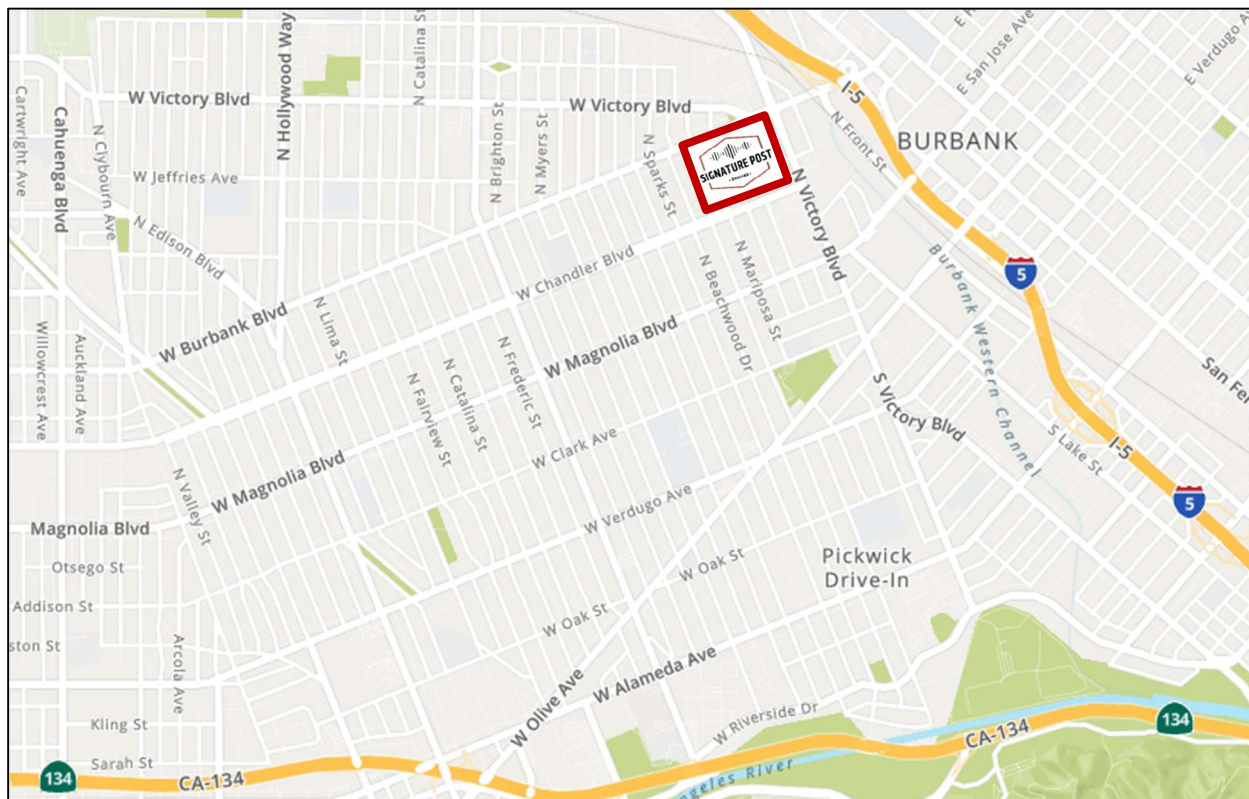 N Catalina St
E San Jose Ave
E Verdugo Ave
N Hollywood Way
Cartwright Ave
Cahuenga Blvd
N Clybourn Ave
W Victory Blvd
W Victory Blvd
I-5
N Front St
BURBANK
N Brighton St
N Myers St
N Sparks St
SIGNATURE POST
W Jeffries Ave
N Edison Blvd
N Victory Blvd
5
Burbank Western Channel
W Chandler Blvd
N Mariposa St
N Beachwood Dr
N Lima St
W Burbank Blvd
Willowcrest Ave
Auckland Ave
W Magnolia Blvd
N Frederic St
N Catalina St
N Fairview St
San Fe
S Victory Blvd
W Clark Ave
S Lake St
I-5
5
W Magnolia Blvd
N Valley St
Magnolia Blvd
W Verdugo Ave
Otsego St
Pickwick
Drive-In
W Oak St
Addison St
W Oak St
ston St
Arcola Ave
W Alameda Ave
W Olive Ave
Kling St
W Riverside Dr
134
CA-134
Sarah St
134
CA-134
geles River